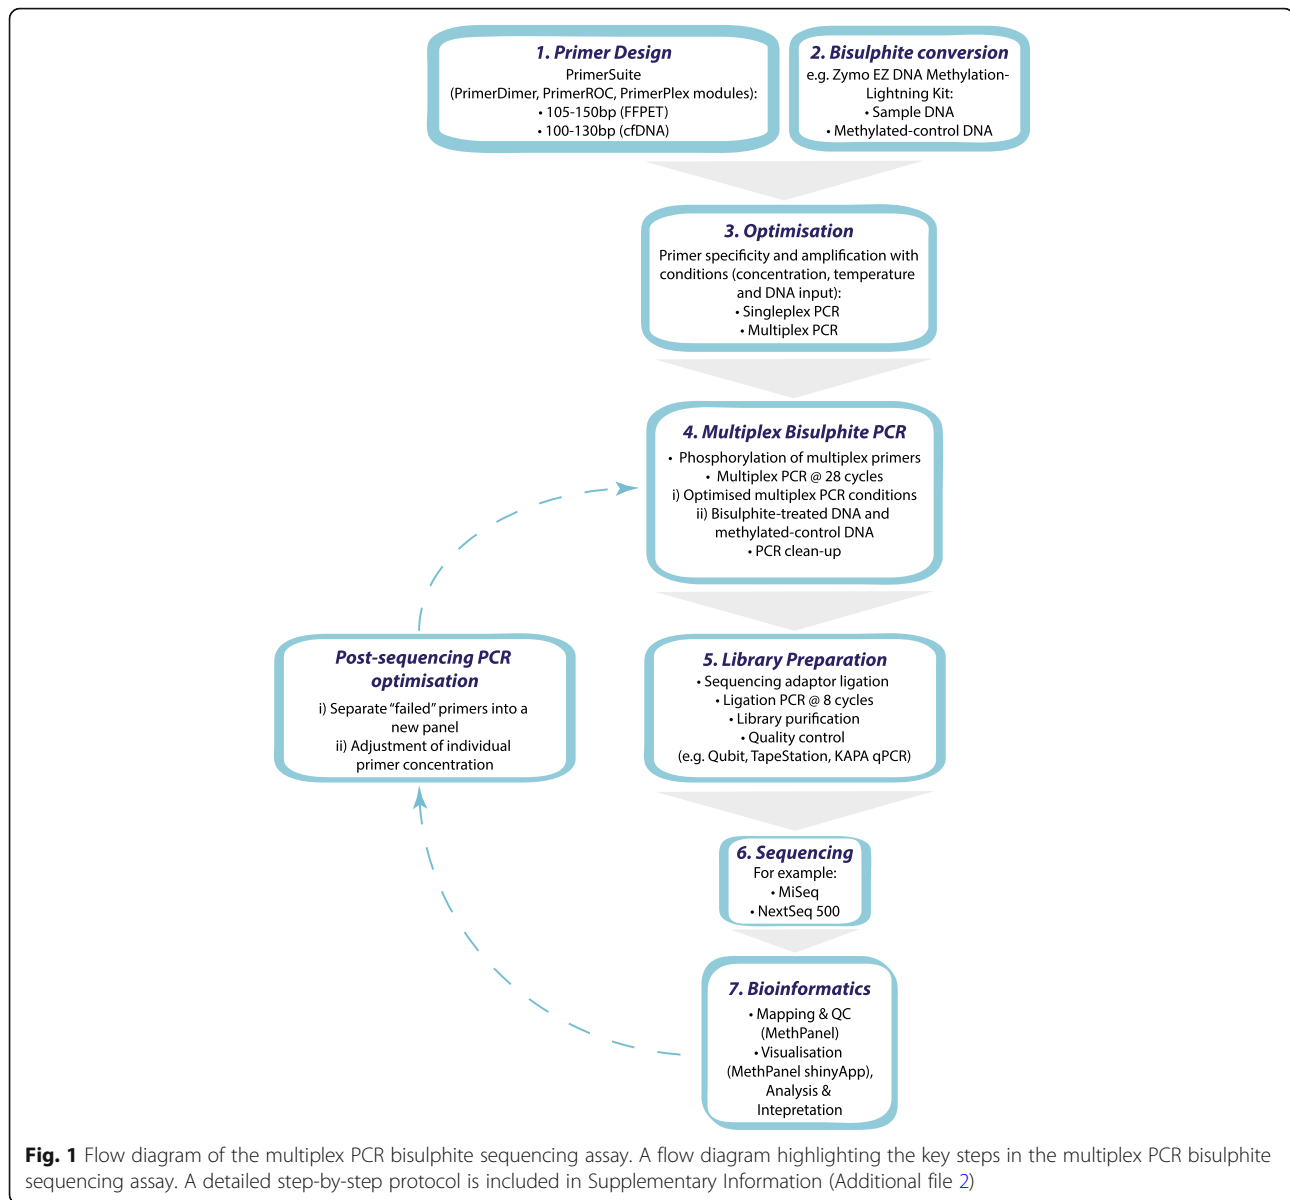 1. Primer Design
PrimerSuite
(PrimerDimer, PrimerROC, PrimerPlex modules):
• 105-150bp (FFPET)
• 100-130bp (cfDNA)
2. Bisulphite conversion
e.g. Zymo EZ DNA Methylation-
Lightning Kit:
• Sample DNA
• Methylated-control DNA
3. Optimisation
Primer specificity and amplification with
conditions (concentration, temperature
and DNA input):
• Singleplex PCR
• Multiplex PCR
4. Multiplex Bisulphite PCR
• Phosphorylation of multiplex primers
• Multiplex PCR @ 28 cycles
i) Optimised multiplex PCR conditions
ii) Bisulphite-treated DNA and
methylated-control DNA
• PCR clean-up
Post-sequencing PCR
optimisation
i) Separate “failed” primers into a
new panel
ii) Adjustment of individual
primer concentration
5. Library Preparation
• Sequencing adaptor ligation
• Ligation PCR @ 8 cycles
• Library purification
• Quality control
(e.g. Qubit, TapeStation, KAPA qPCR)
6. Sequencing
For example:
• MiSeq
• NextSeq 500
7. Bioinformatics
• Mapping & QC
(MethPanel)
• Visualisation
(MethPanel shinyApp),
Analysis &
Intepretation
Fig. 1 Flow diagram of the multiplex PCR bisulphite sequencing assay. A flow diagram highlighting the key steps in the multiplex PCR bisulphite
sequencing assay. A detailed step-by-step protocol is included in Supplementary Information (Additional file 2)